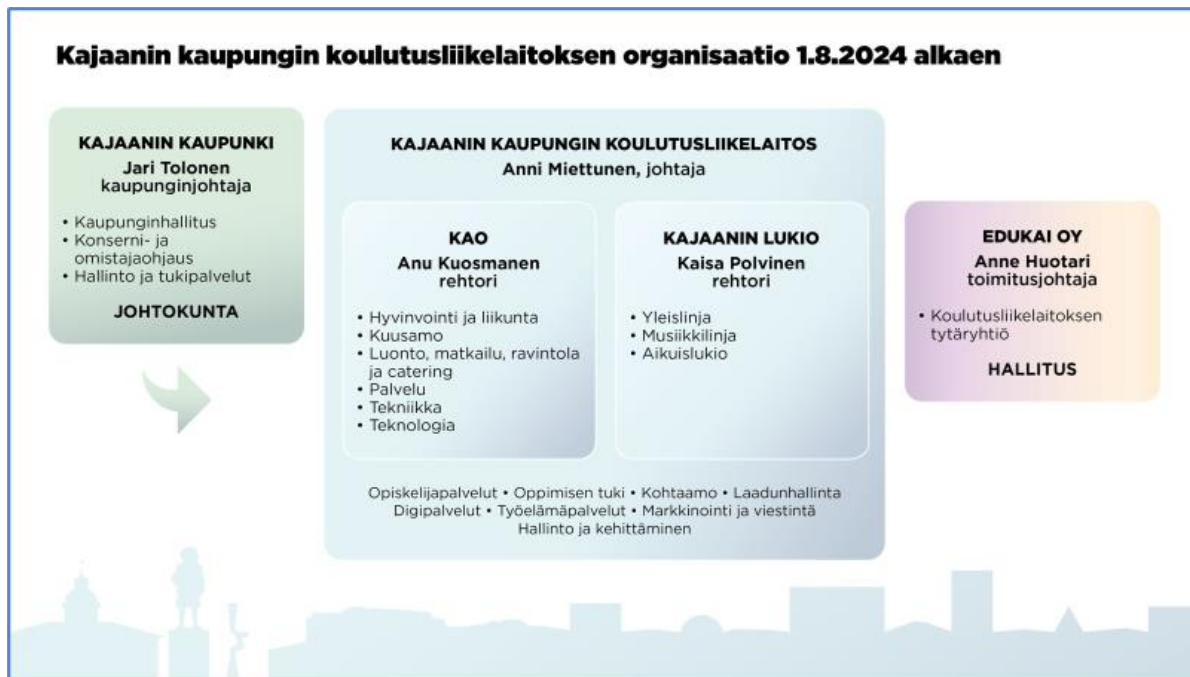 Kajaanin kaupungin koulutusliikelaitoksen organisaatio 1.8.2024 alkaen
KAJAANIN KAUPUNKI
Jari Tolonen
kaupunginjohtaja
• Kaupunginhallitus
• Konserni- ja
omistajaohjaus
• Hallinto ja tukipalvelut
JOHTOKUNTA
KAJAANIN KAUPUNGIN KOULUTUSLIIKELAITOS
Anni Miettunen, johtaja
KAO
Anu Kuosmanen
rehtori
• Hyvinvointi ja liikunta
• Kuusamo
• Luonto, matkailu, ravintola
ja catering
• Palvelu
• Tekniikka
• Teknologia
KAJAANIN LUKIO
Kaisa Polvinen
rehtori
• Yleislinja
• Musiikkilinja
• Aikuislukio
Opiskelijapalvelut • Oppimisen tuki • Kohtaamo • Laadunhallinta
Digipalvelut • Työelämäpalvelut • Markkinointi ja viestintä
Hallinto ja kehittäminen
EDUKAI OY
Anne Huotari
toimitusjohtaja
• Koulutusliikelaitoksen
tytäryhtiö
HALLITUS